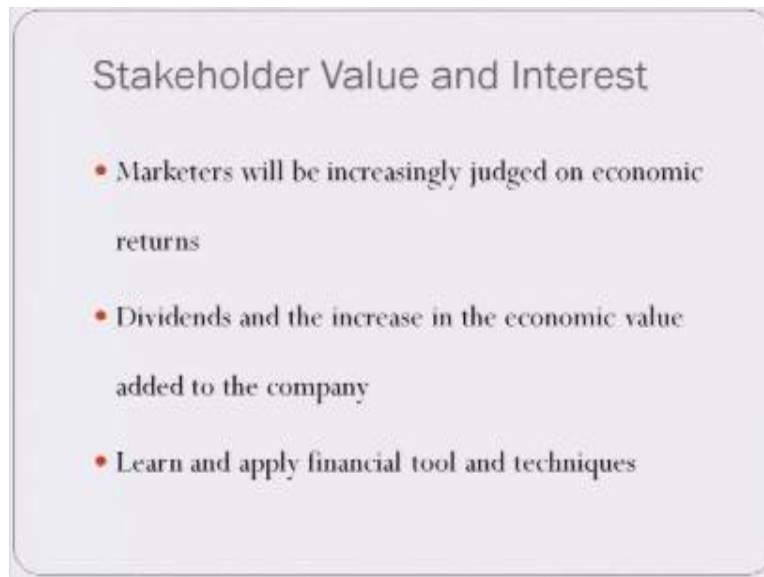 Stakeholder Value and Interest
• Marketers will be increasingly judged on economic
returns
• Dividends and the increase in the economic value
added to the company
• Learn and apply financial tool and techniques